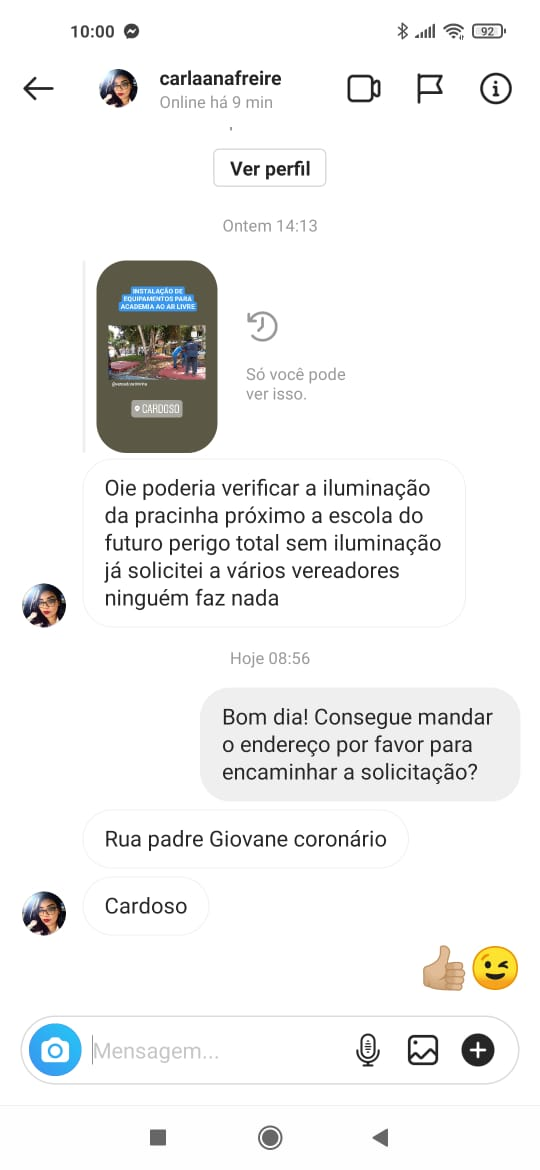 10:00
92
carlaanafreire
Online há 9 min
Ver perfil
Ontem 14:13
INSTALAÇÃO DE
EQUIPAMENTOS PARA
ACADEMIA AO AR LIVRE
CARDOSO
Só você pode
ver isso.
Oie poderia verificar a iluminação
da pracinha próximo a escola do
futuro perigo total sem iluminação
já solicitei a vários vereadores
ninguém faz nada
Hoje 08:56
Bom dia! Consegue mandar
o endereço por favor para
encaminhar a solicitação?
Rua padre Giovane coronário
Cardoso
Mensagem...